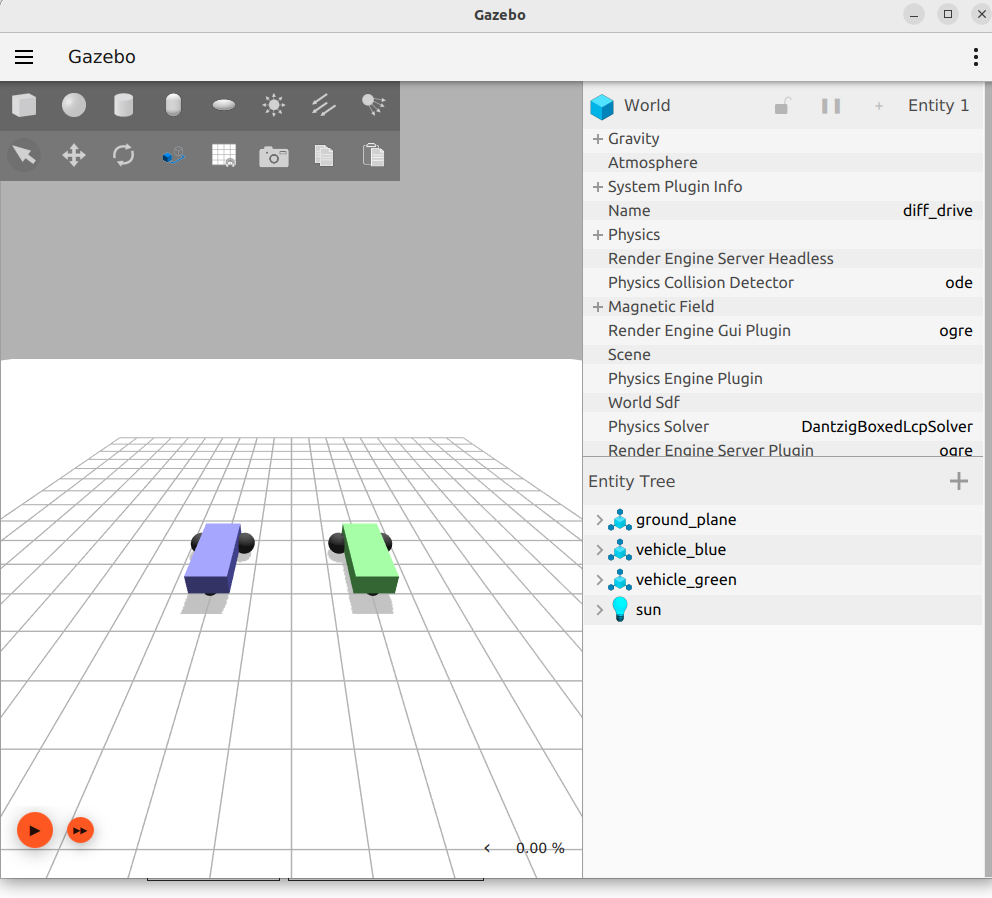 Gazebo
Gazebo
World Entity 1
Gravity
Atmosphere
System Plugin Info
Name diff_drive
Physics
Render Engine Server Headless
Physics Collision Detector ode
Magnetic Field
Render Engine Gui Plugin ogre
Scene
Physics Engine Plugin
World Sdf
Physics Solver DantzigBoxedLcpSolver
Render Engine Server Plugin ogre
Entity Tree
ground_plane
vehicle_blue
vehicle_green
sun
0.00 %